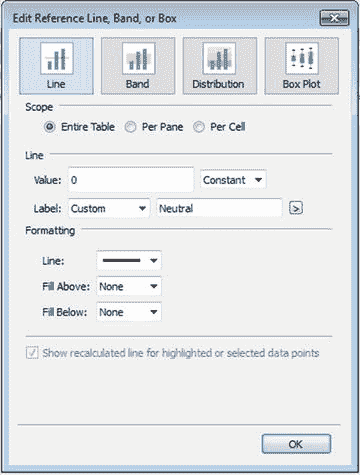 Edit Reference Line, Band, or Box
Line Band Distribution Box Plot
Scope
Entire Table Per Pane Per Cell
Line
Value: 0 Constant
Label: Custom Neutral >
Formatting
Line:
Fill Above: None
Fill Below: None
Show recalculated line for highlighted or selected data points
OK